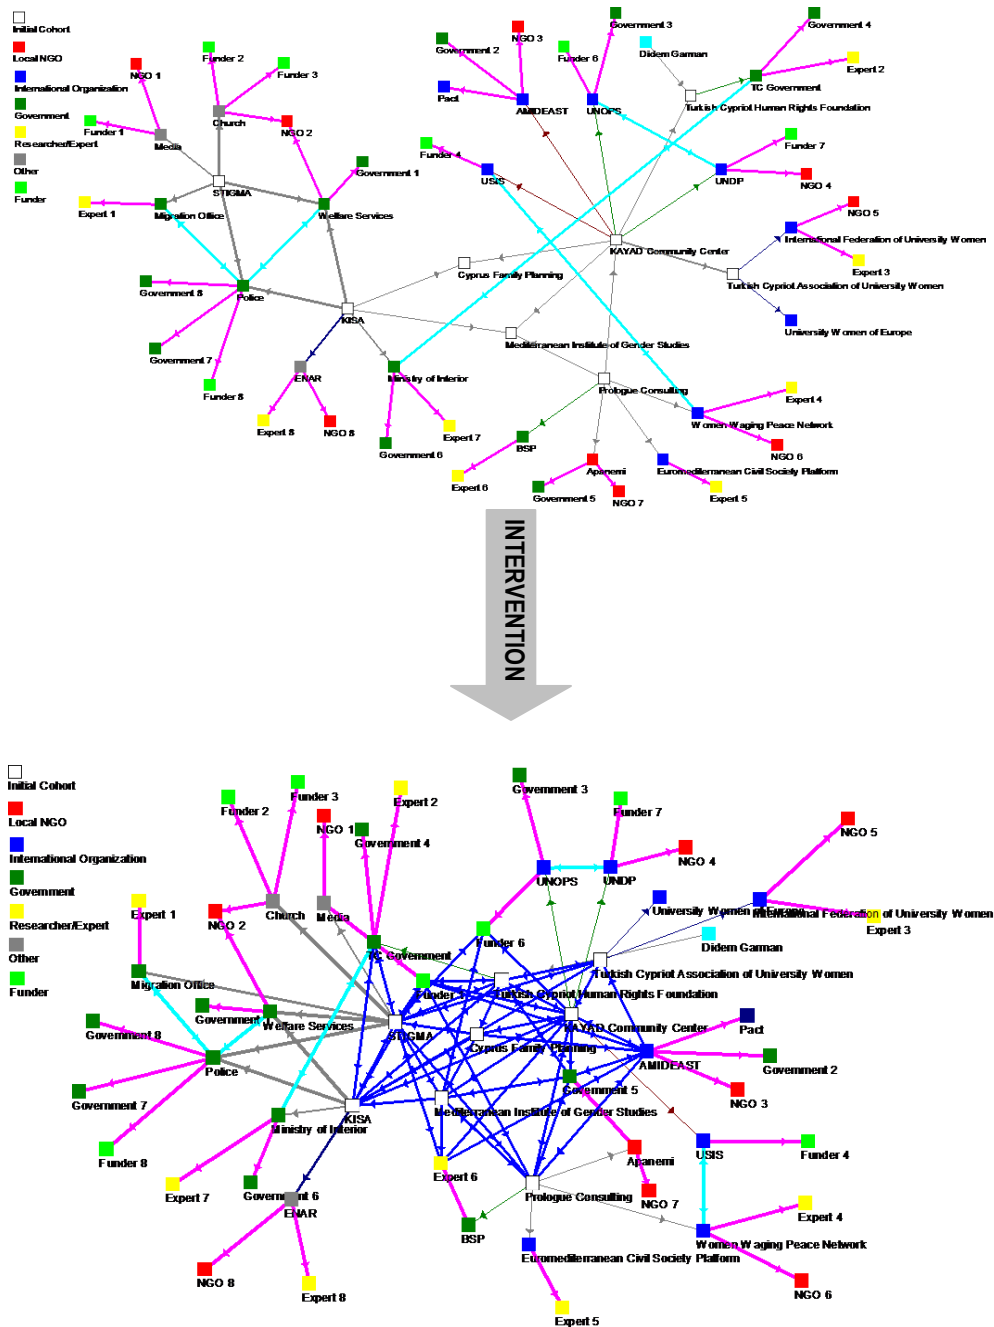 Initial Cohort
Local NGO
International Organization
Government
Researcher/Expert
Other
Funder
NGO 1
Funder 2
Funder 3
Funder 1
Media
Church
NGO 2
Government 1
STIGMA
Expert 1
Migration Office
Welfare Services
Government 8
Police
Government 7
Funder 8
KISA
ENAR
Ministry of Interior
Expert 8
NGO 8
Government 6
Expert 7
Government 2
NGO 3
Funder 6
Government 3
Didem Garman
Government 4
Expert 2
TC Government
Pact
AMIDEAST
UNOPS
Turkish Cypriot Human Rights Foundation
Funder 4
USIS
Funder 7
UNDP
NGO 4
NGO 5
International Federation of University Women
KAYAD Community Center
Expert 3
Cyprus Family Planning
Turkish Cypriot Association of University Women
University Women of Europe
Mediterranean Institute of Gender Studies
Prologue Consulting
Expert 4
Women Waging Peace Network
NGO 6
BSP
Expert 6
Apanemi
Euromediterranean Civil Society Platform
Government 5
NGO 7
Expert 5
INTERVENTION
Initial Cohort
Local NGO
International Organization
Government
Researcher/Expert
Other
Funder
Funder 2
Funder 3
NGO 1
Expert 2
Government 4
Government 3
Funder 7
NGO 5
NGO 4
UNOPS
UNDP
Expert 1
Church
Media
NGO 2
University Women of Europe
International Federation of University Women
Expert 3
Funder 6
Didem Garman
TC Government
Migration Office
Turkish Cypriot Association of University Women
Funder
Turkish Cypriot Human Rights Foundation
Government
Welfare Services
STIGMA
KAYAD Community Center
Pact
Government 8
Cyprus Family Planning
AMIDEAST
Government 2
Police
Government 5
NGO 3
Government 7
KISA
Mediterranean Institute of Gender Studies
Ministry of Interior
USIS
Funder 4
Funder 8
Apanemi
Expert 6
Expert 7
Government 6
Prologue Consulting
NGO 7
ENAR
Expert 4
BSP
Women Waging Peace Network
Euromediterranean Civil Society Platform
NGO 8
Expert 8
NGO 6
Expert 5